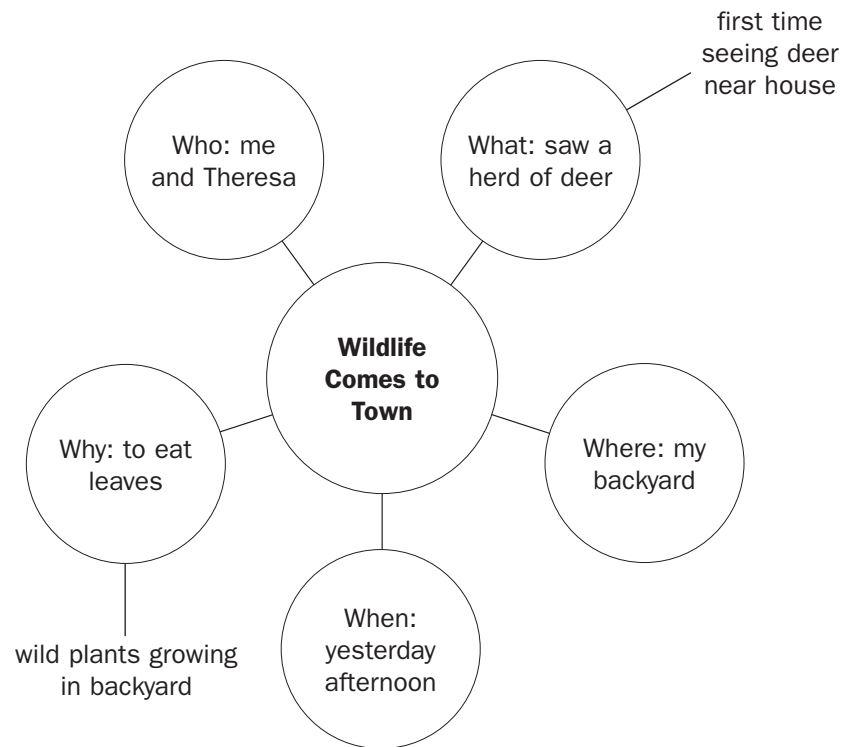 first time
seeing deer
near house
Who: me
and Theresa
What: saw a
herd of deer
Wildlife
Comes to
Town
Why: to eat
leaves
Where: my
backyard
wild plants growing
in backyard
When:
yesterday
afternoon